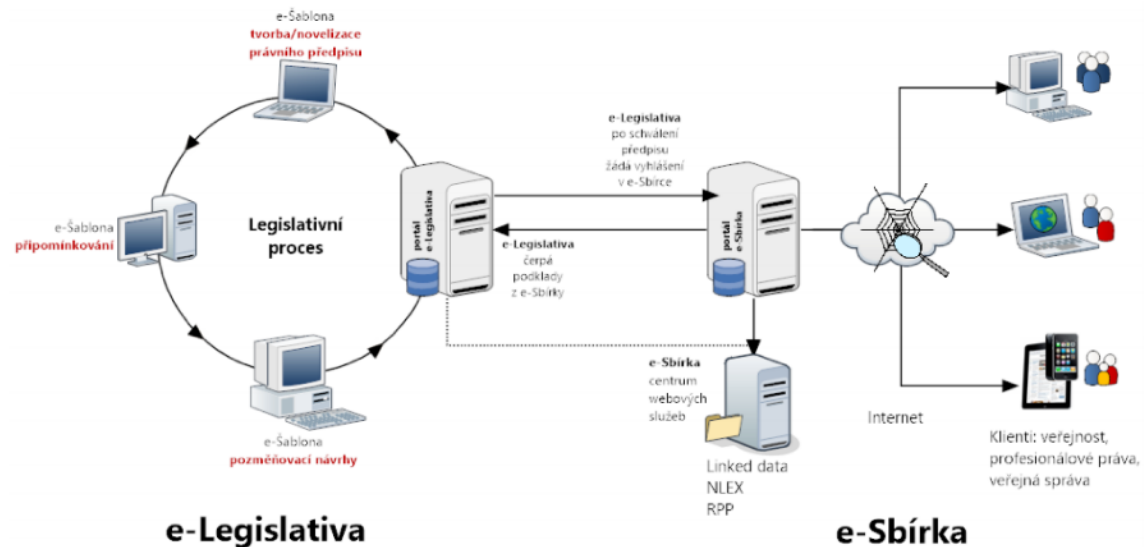 e-Šablona
tvorba/novelizace
právního předpisu
e-Šablona
připomínkování
Legislativní
proces
portal
e-Legislativa
e-Šablona
pozměňovací návrhy
e-Legislativa
po schválení
předpisu
žádá vyhlášení
v e-Sbírce
e-Legislativa
čerpá
podklady
z e-Sbírky
portal
e-Sbírka
e-Sbírka
centrum
webových
služeb
Linked data
NLEX
RPP
Internet
Klienti: veřejnost,
profesionálové práva,
veřejná správa
e-Legislativa
e-Sbírka